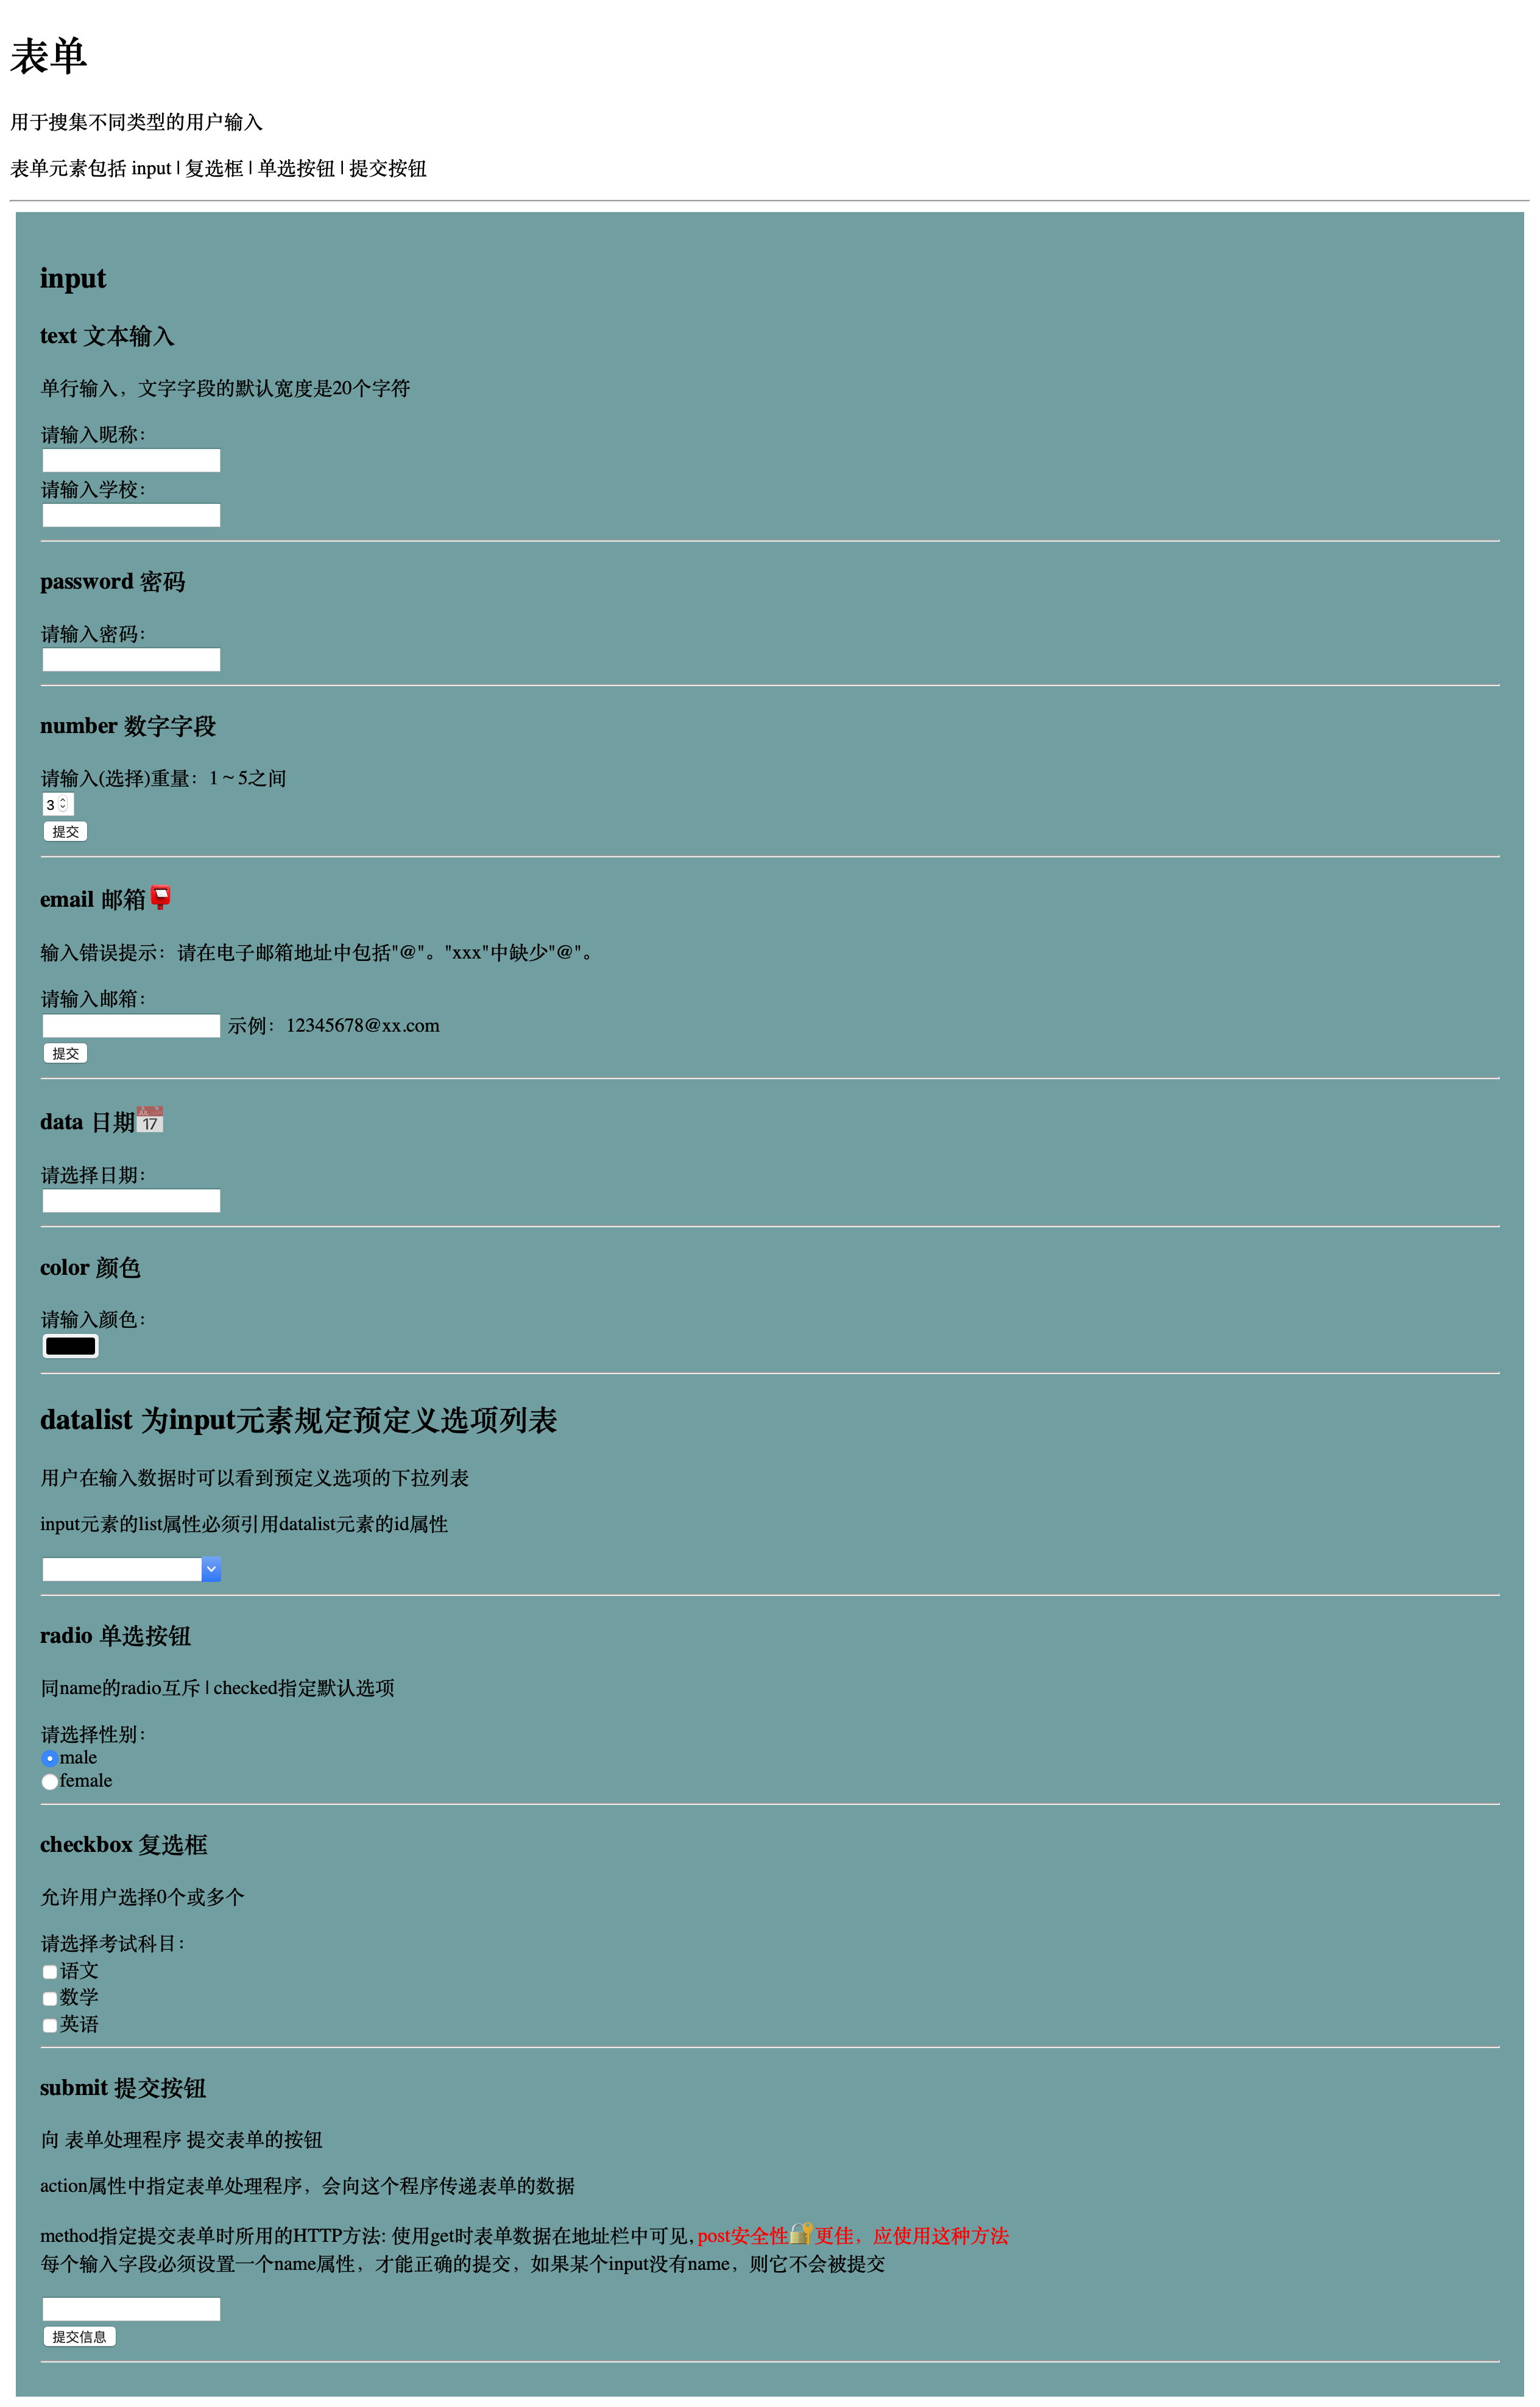 表单
用于搜集不同类型的用户输入
表单元素包括 input | 复选框 | 单选按钮 | 提交按钮
input
text 文本输入
单行输入，文字字段的默认宽度是20个字符
请输入昵称：
请输入学校：
password 密码
请输入密码：
number 数字字段
请输入(选择)重量：1 ~ 5之间
3
提交
email 邮箱📮
输入错误提示：请在电子邮箱地址中包括"@"。"xxx"中缺少"@"。
请输入邮箱：
示例：12345678@xx.com
提交
data 日期📅
请选择日期：
color 颜色
请输入颜色：
datalist 为input元素规定预定义选项列表
用户在输入数据时可以看到预定义选项的下拉列表
input元素的list属性必须引用datalist元素的id属性
radio 单选按钮
同name的radio互斥 | checked指定默认选项
请选择性别：
male
female
checkbox 复选框
允许用户选择0个或多个
请选择考试科目：
语文
数学
英语
submit 提交按钮
向 表单处理程序 提交表单的按钮
action属性中指定表单处理程序，会向这个程序传递表单的数据
method指定提交表单时所用的HTTP方法: 使用get时表单数据在地址栏中可见, post安全性🔐更佳，应使用这种方法
每个输入字段必须设置一个name属性，才能正确的提交，如果某个input没有name，则它不会被提交
提交信息